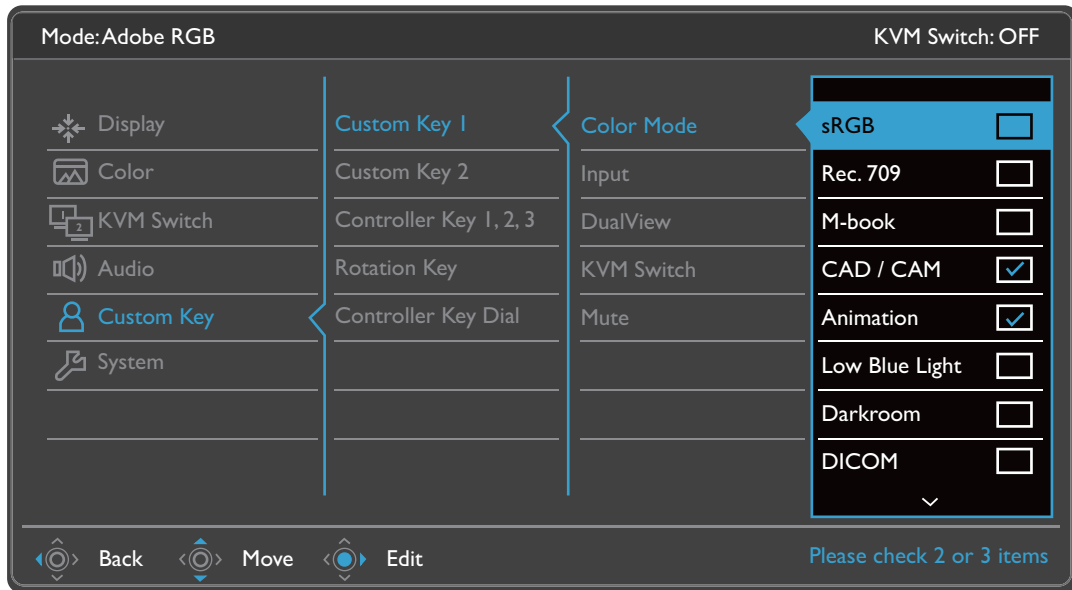 Mode: Adobe RGB
KVM Switch: OFF
Display
Color
1
2
KVM Switch
Audio
Custom Key
System
Custom Key 1
Custom Key 2
Controller Key 1, 2, 3
Rotation Key
Controller Key Dial
Color Mode
Input
DualView
KVM Switch
Mute
sRGB
Rec. 709
M-book
CAD / CAM
Animation
Low Blue Light
Darkroom
DICOM
Back
Move
Edit
Please check 2 or 3 items